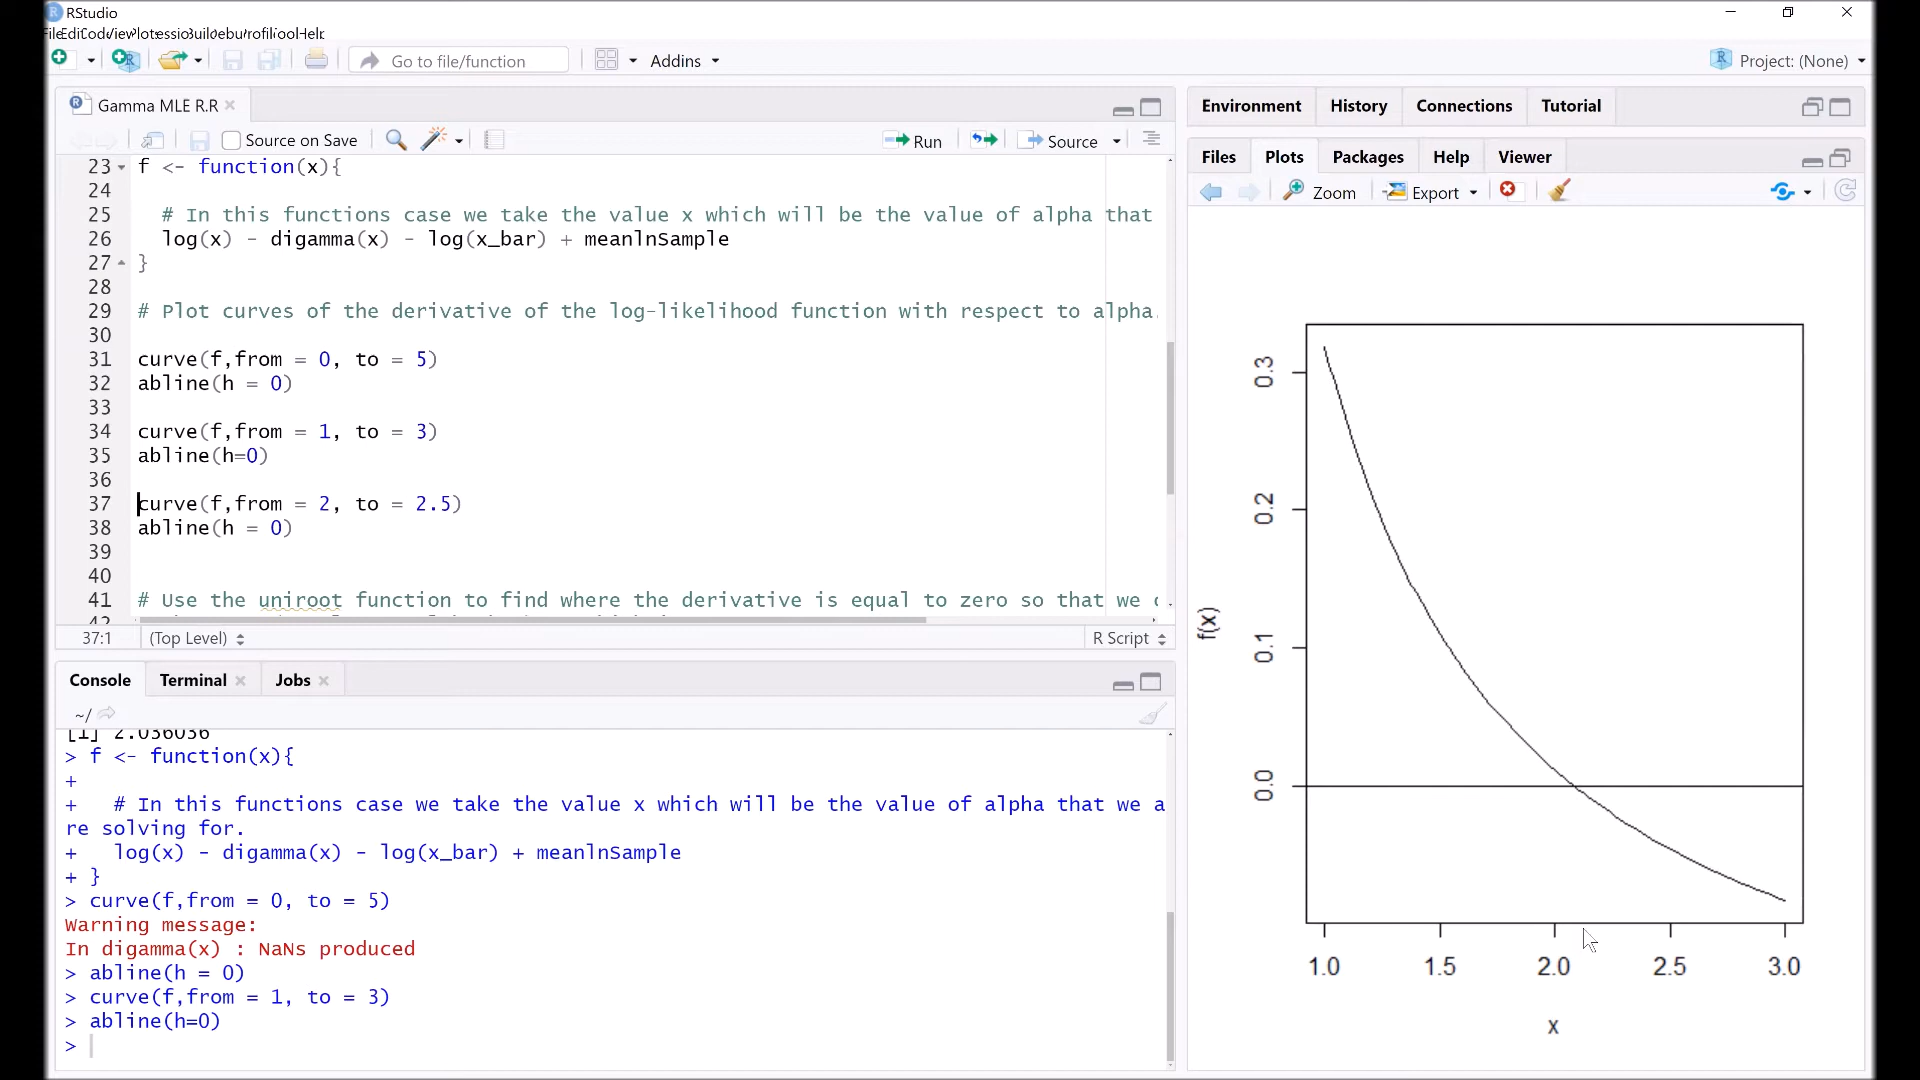 RStudio
Go to file/function
Addins
Project: (None)
Gamma MLE R.R
Source on Save
Run
Source
23 f <- function(x){
24
25 # In this functions case we take the value x which will be the value of alpha that
26 log(x) - digamma(x) - log(x_bar) + meanlnSample
27 }
28
29 # Plot curves of the derivative of the log-likelihood function with respect to alpha.
30
31 curve(f,from = 0, to = 5)
32 abline(h = 0)
33
34 curve(f,from = 1, to = 3)
35 abline(h=0)
36
37 curve(f,from = 2, to = 2.5)
38 abline(h = 0)
39
40
41 # Use the uniroot function to find where the derivative is equal to zero so that we
42
37:1 (Top Level) R Script
Console Terminal Jobs
~/
[1] 2.036036
> f <- function(x){
+
+ # In this functions case we take the value x which will be the value of alpha that we a
re solving for.
+ log(x) - digamma(x) - log(x_bar) + meanlnSample
+ }
> curve(f,from = 0, to = 5)
Warning message:
In digamma(x) : NaNs produced
> abline(h = 0)
> curve(f,from = 1, to = 3)
> abline(h=0)
>
Environment History Connections Tutorial
Files Plots Packages Help Viewer
Zoom Export
0.3
0.2
0.1
0.0
f(x)
1.0 1.5 2.0 2.5 3.0
x